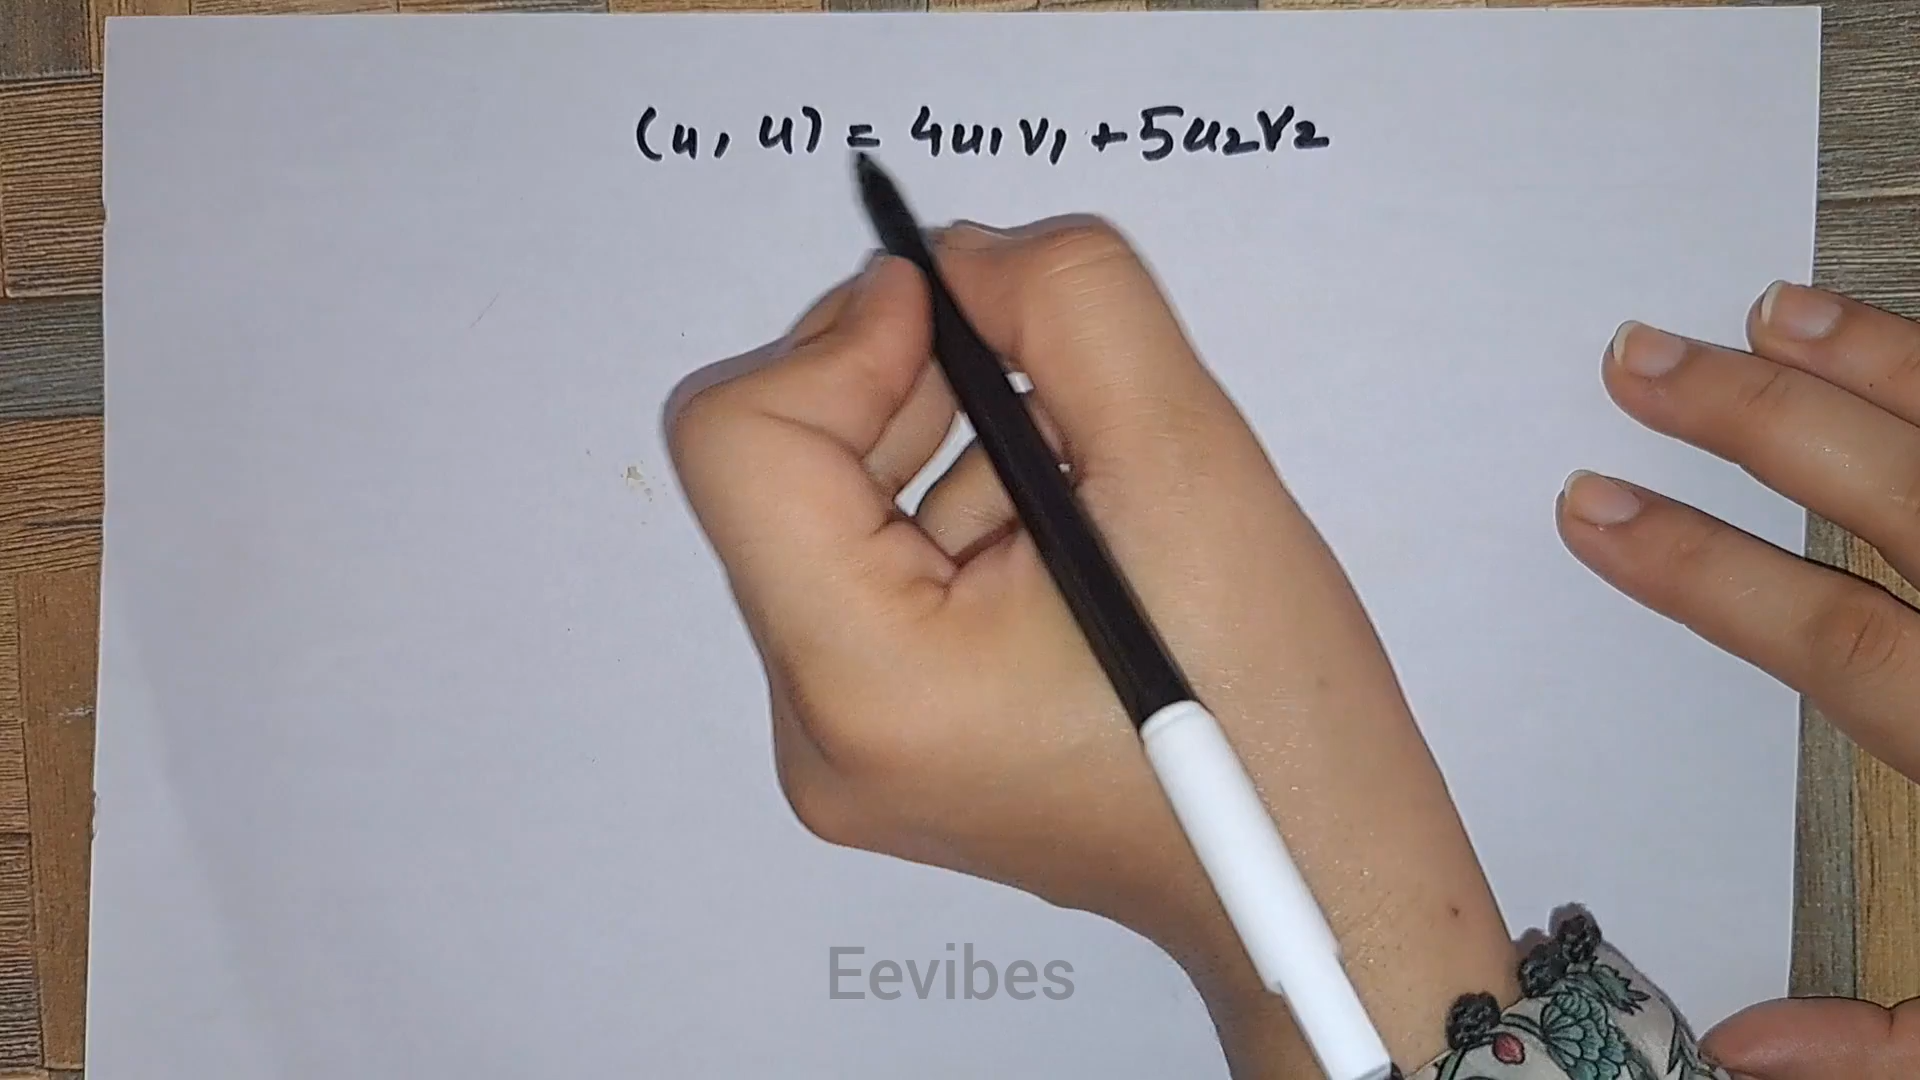 (u, u) = 4u1v1 + 5u2v2
Eevibes